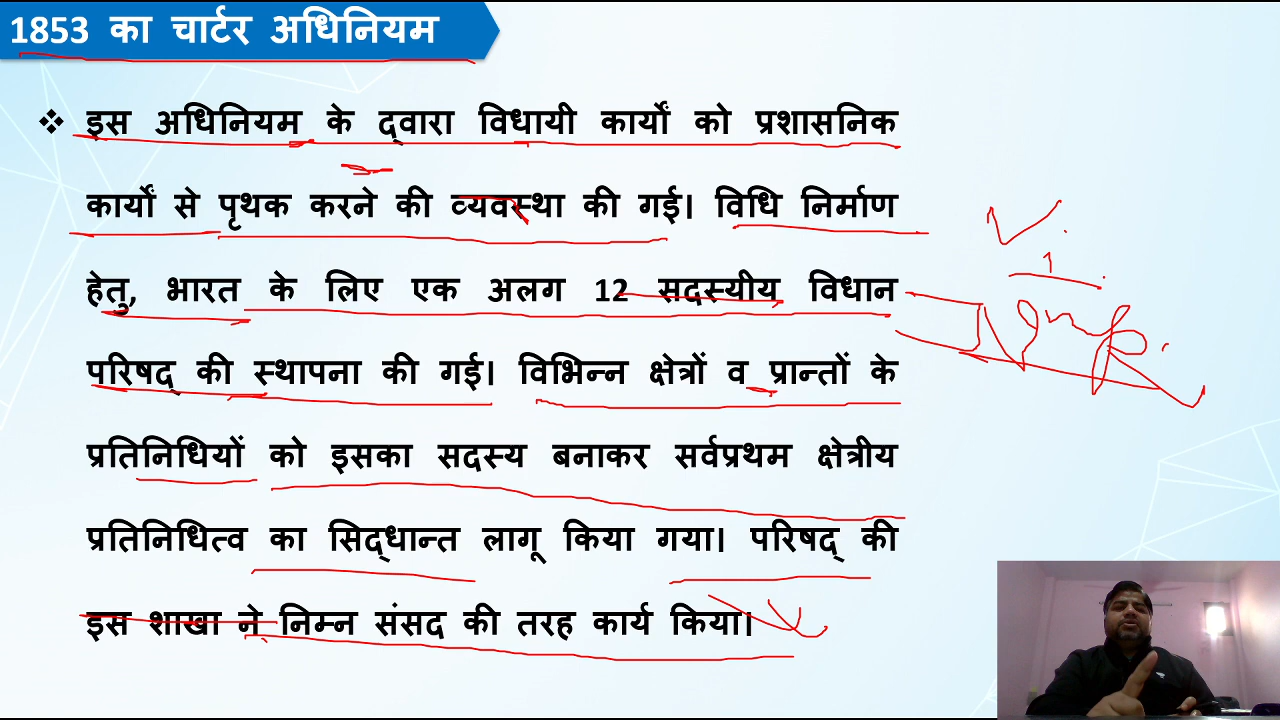 1853 का चार्टर अधिनियम
❖ इस अधिनियम के द्वारा विधायी कार्यों को प्रशासनिक
कार्यों से पृथक करने की व्यवस्था की गई। विधि निर्माण
हेतु, भारत के लिए एक अलग 12 सदस्यीय विधान
परिषद् की स्थापना की गई। विभिन्न क्षेत्रों व प्रान्तों के
प्रतिनिधियों को इसका सदस्य बनाकर सर्वप्रथम क्षेत्रीय
प्रतिनिधित्व का सिद्धान्त लागू किया गया। परिषद् की
इस शाखा ने निम्न संसद की तरह कार्य किया।